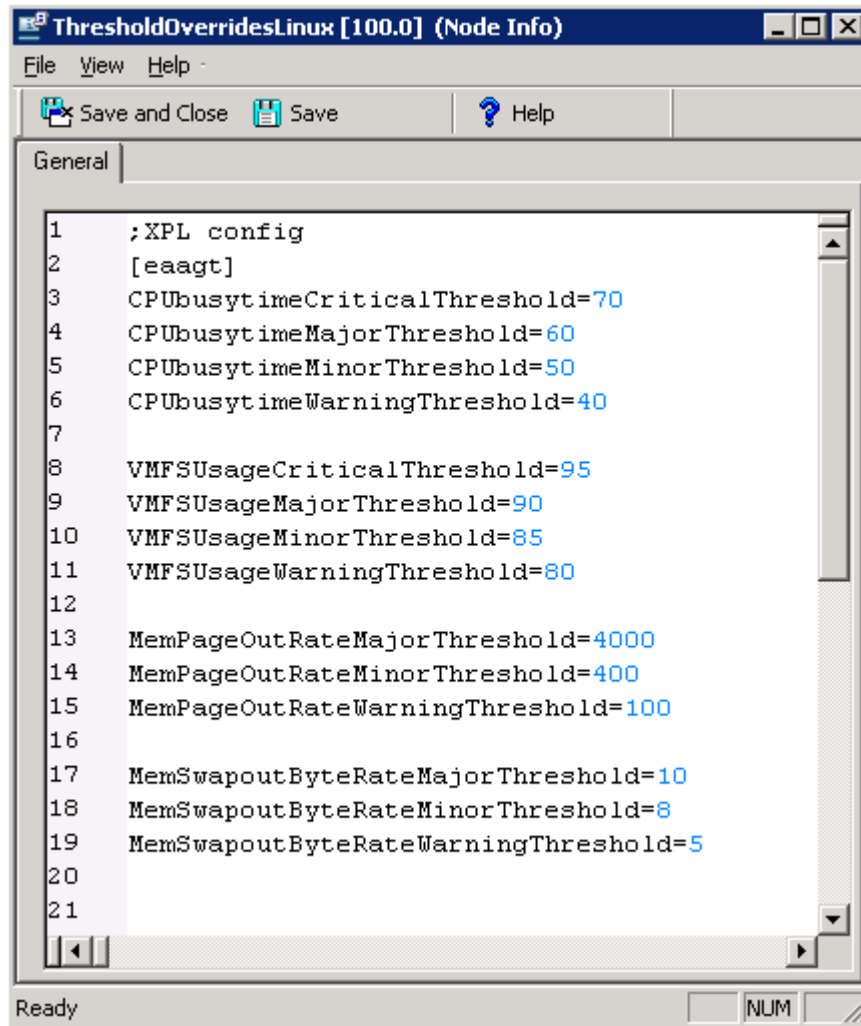 ThresholdOverridesLinux [100.0] (Node Info)
File View Help
Save and Close Save Help
General
1 ;XPL config
2 [eaagt]
3 CPUbusytimeCriticalThreshold=70
4 CPUbusytimeMajorThreshold=60
5 CPUbusytimeMinorThreshold=50
6 CPUbusytimeWarningThreshold=40
7
8 VMFSUsageCriticalThreshold=95
9 VMFSUsageMajorThreshold=90
10 VMFSUsageMinorThreshold=85
11 VMFSUsageWarningThreshold=80
12
13 MemPageOutRateMajorThreshold=4000
14 MemPageOutRateMinorThreshold=400
15 MemPageOutRateWarningThreshold=100
16
17 MemSwapoutByteRateMajorThreshold=10
18 MemSwapoutByteRateMinorThreshold=8
19 MemSwapoutByteRateWarningThreshold=5
20
21
Ready NUM